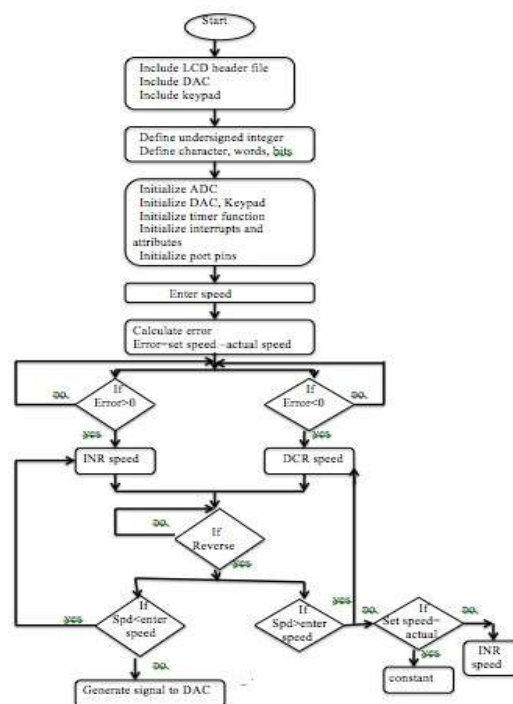 Start
Include LCD header file
Include DAC
Include keypad
Define undersigned integer
Define character, words, bits
Initialize ADC
Initialize DAC, Keypad
Initialize timer function
Initialize interrupts and
attributes
Initialize port pins
Enter speed
Calculate error
Error=set speed –actual speed
If
Error>0
no
yes
If
Error<0
no
yes
INR speed
DCR speed
If
Reverse
no
yes
If
Spd<enter
speed
yes
no
If
Spd>enter
speed
yes
no
If
Set speed=
actual
no
yes
Generate signal to DAC
constant
INR
speed